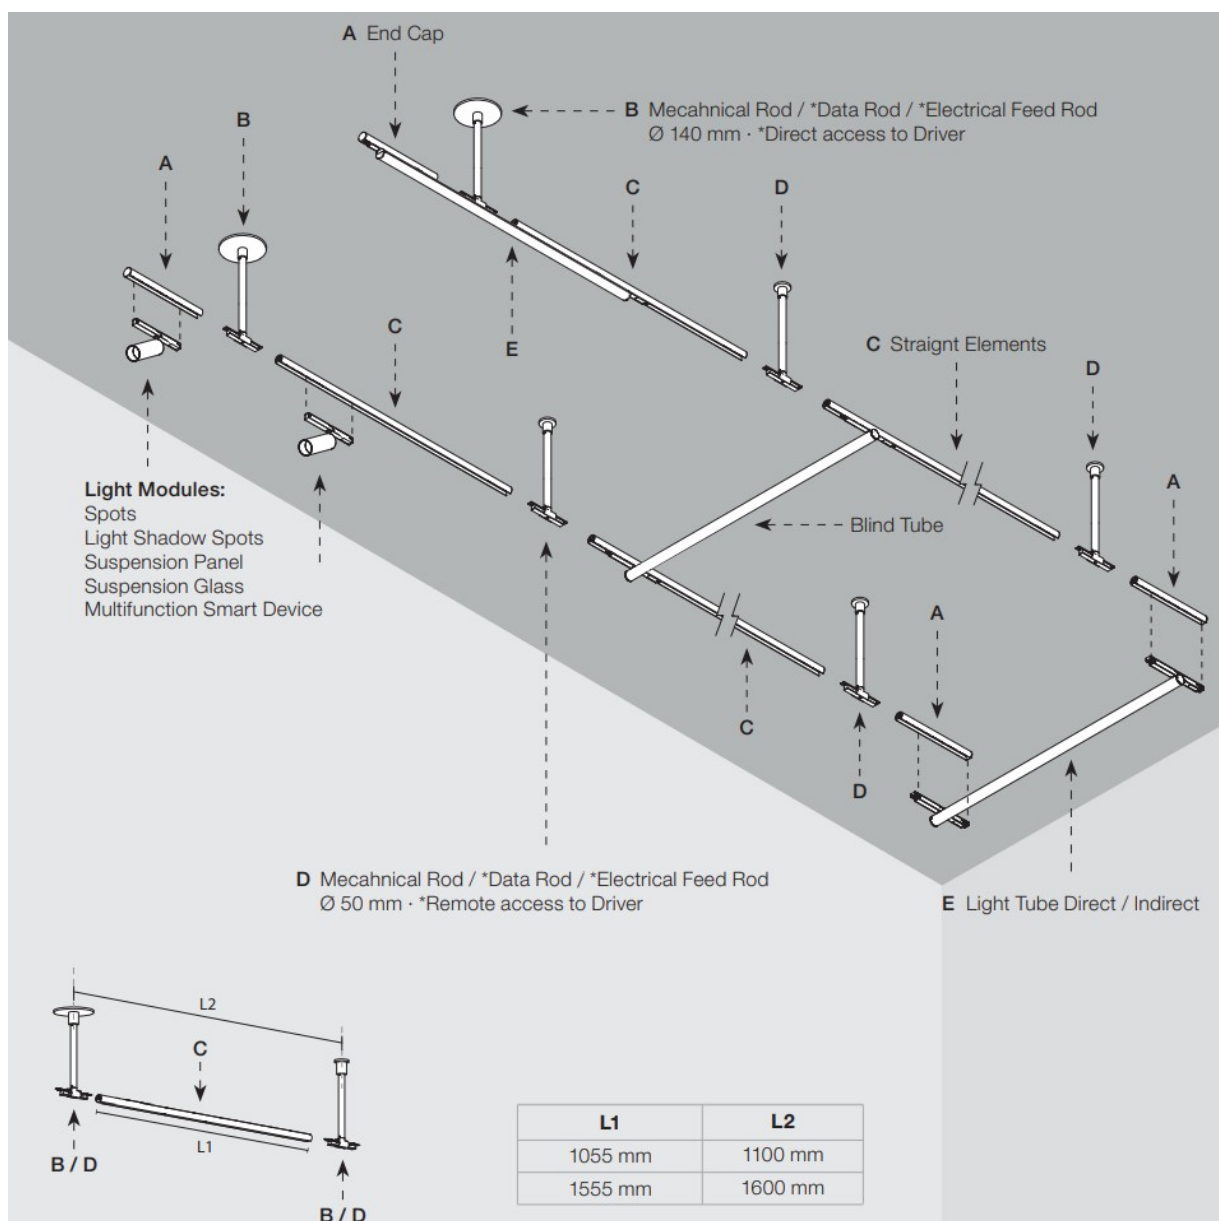 A End Cap
B Mecahnical Rod / *Data Rod / *Electrical Feed Rod
Ø 140 mm · *Direct access to Driver
B
A
C
D
C
E
C Straignt Elements
D
A
Light Modules:
Spots
Light Shadow Spots
Suspension Panel
Suspension Glass
Multifunction Smart Device
Blind Tube
A
C
D
D Mecahnical Rod / *Data Rod / *Electrical Feed Rod
Ø 50 mm · *Remote access to Driver
E Light Tube Direct / Indirect
L2
C
L1
B / D
B / D
L1 L2
1055 mm 1100 mm
1555 mm 1600 mm